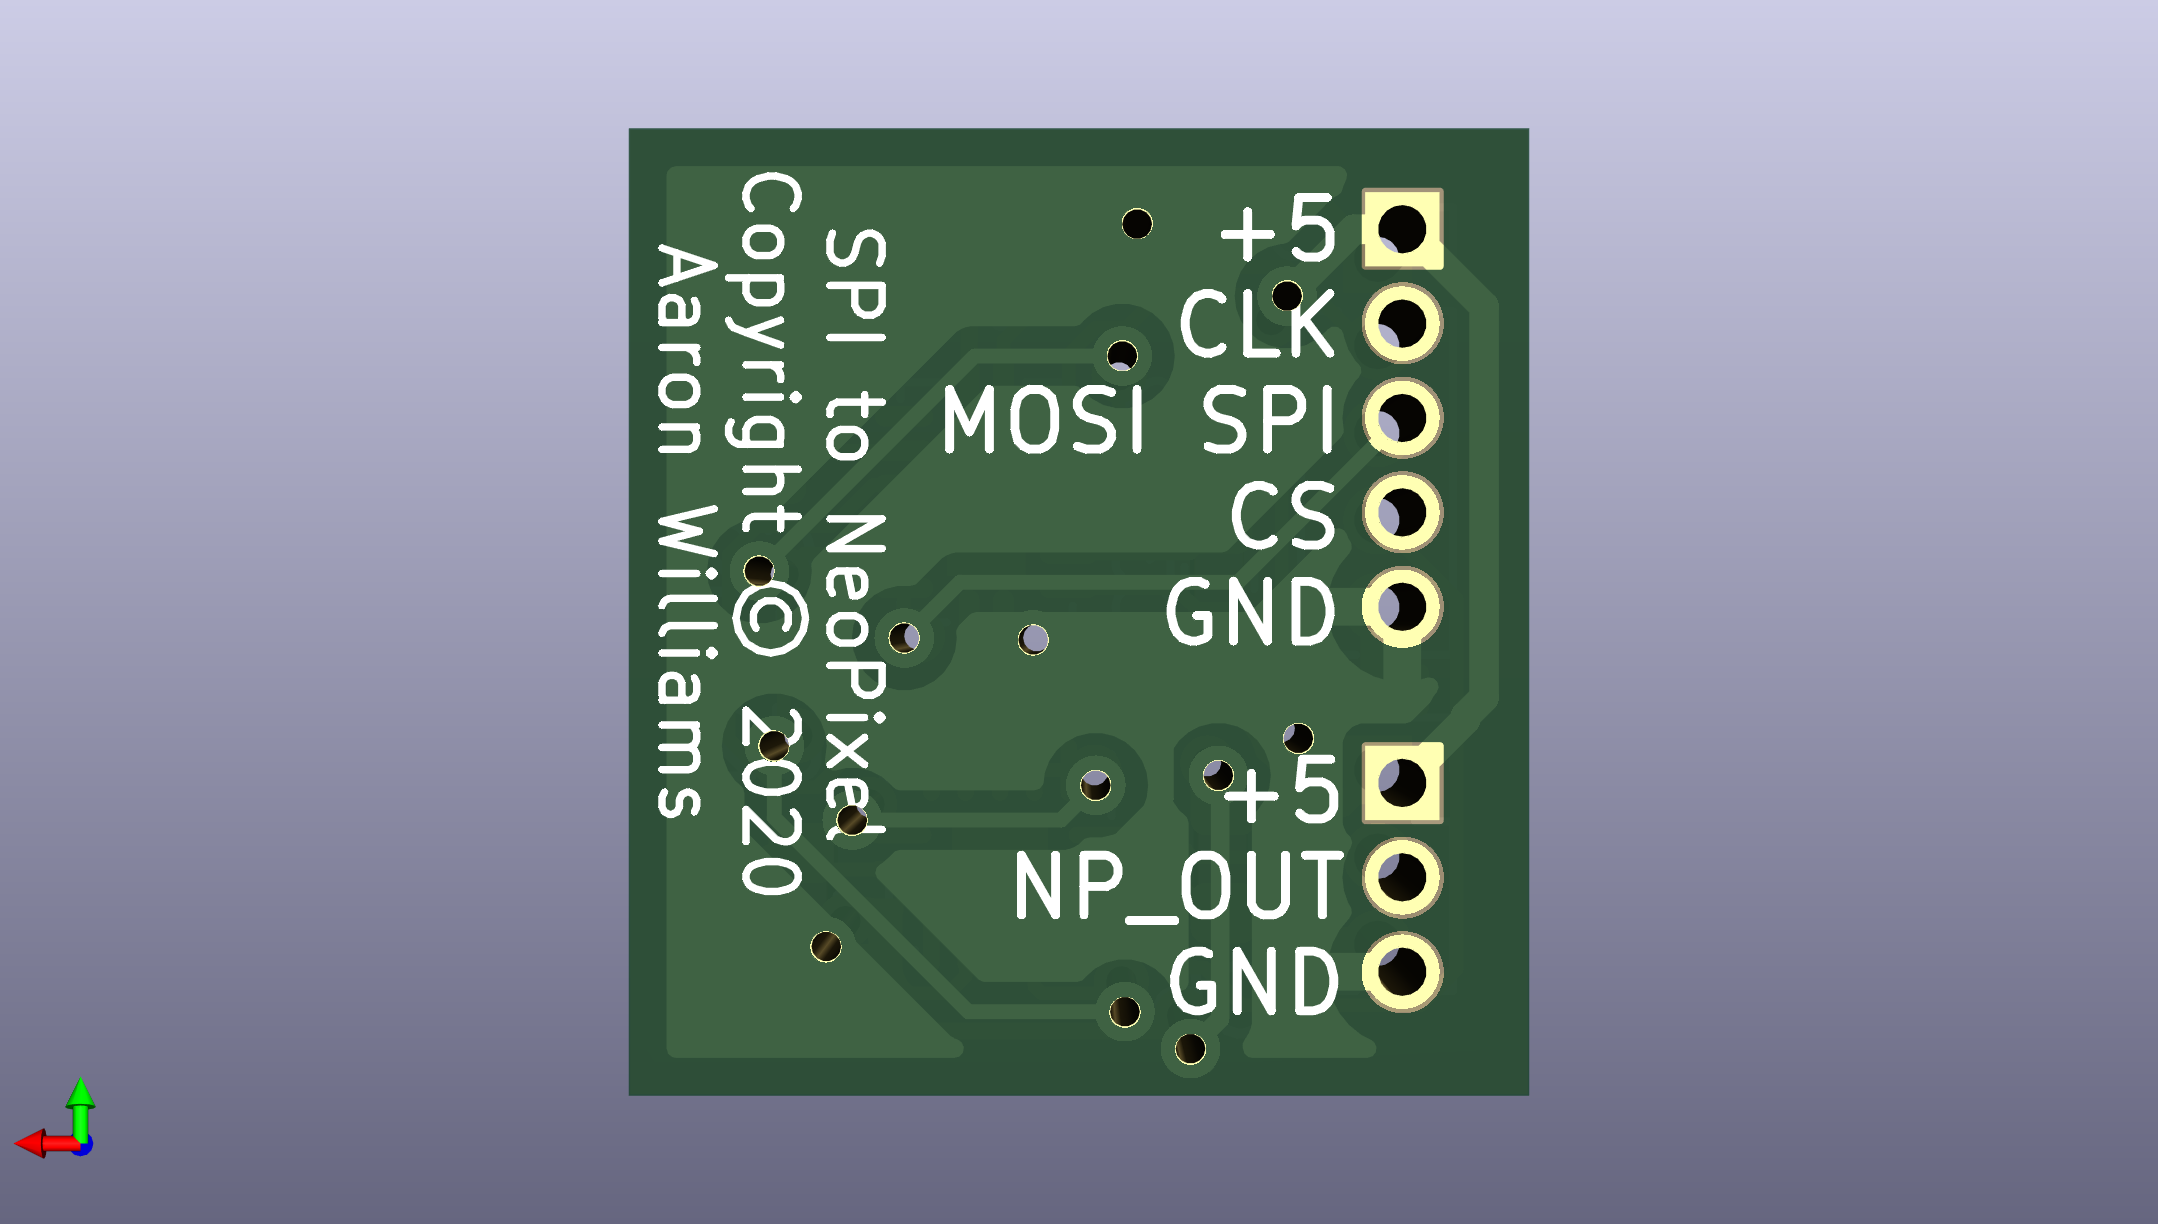 SPI to NeoPixel
Copyright © 2020
Aaron Williams
+5
CLK
MOSI SPI
CS
GND
+5
NP_OUT
GND